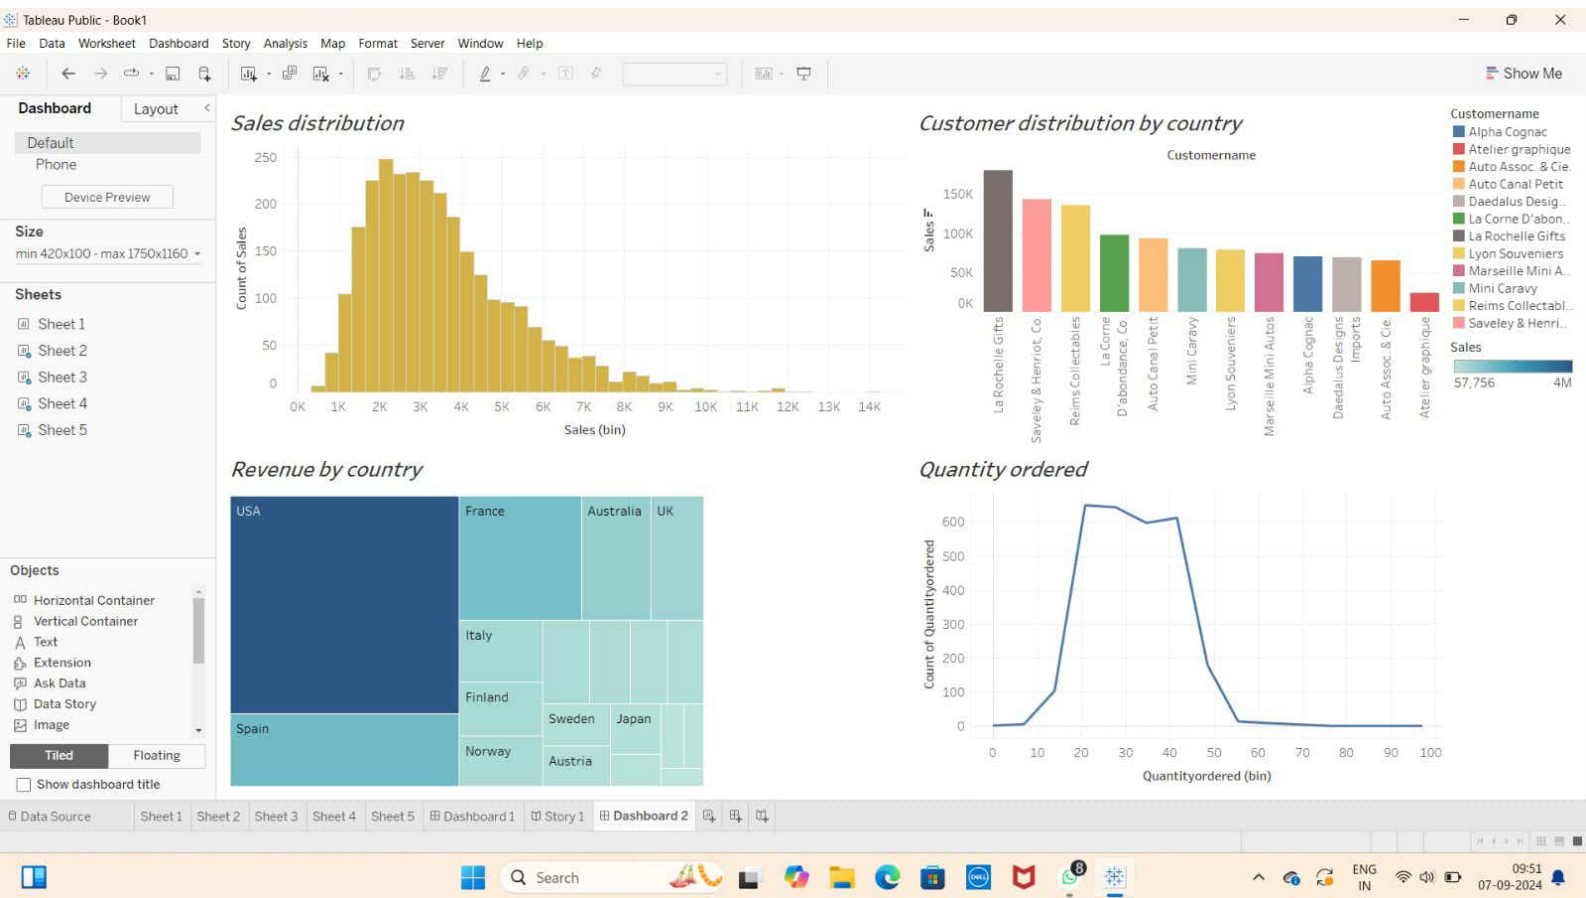 Tableau Public - Book1
File Data Worksheet Dashboard Story Analysis Map Format Server Window Help
Show Me
Dashboard Layout
Default
Phone
Device Preview
Size
min 420x100 - max 1750x1160
Sheets
Sheet 1
Sheet 2
Sheet 3
Sheet 4
Sheet 5
Objects
Horizontal Container
Vertical Container
Text
Extension
Ask Data
Data Story
Image
Tiled Floating
Show dashboard title
Sales distribution
Count of Sales
250
200
150
100
50
0
0K 1K 2K 3K 4K 5K 6K 7K 8K 9K 10K 11K 12K 13K 14K
Sales (bin)
Customer distribution by country
Customername
Sales
150K
100K
50K
0K
La Rochelle Gifts
Saveley & Henriot, Co.
Reims Collectables
La Corne
D'abondance, Co.
Auto Canal Petit
Mini Caravy
Lyon Souveniers
Marseille Mini Autos
Alpha Cognac
Daedalus Designs
Imports
Auto Assoc. & Cie.
Atelier graphique
Customername
Alpha Cognac
Atelier graphique
Auto Assoc. & Cie.
Auto Canal Petit
Daedalus Desig..
La Corne D'abon..
La Rochelle Gifts
Lyon Souveniers
Marseille Mini A..
Mini Caravy
Reims Collectabl..
Saveley & Henri..
Sales
57,756 4M
Revenue by country
USA
France
Australia
UK
Spain
Italy
Finland
Norway
Sweden
Japan
Austria
Quantity ordered
Count of Quantityordered
600
500
400
300
200
100
0
0 10 20 30 40 50 60 70 80 90 100
Quantityordered (bin)
Data Source Sheet 1 Sheet 2 Sheet 3 Sheet 4 Sheet 5 Dashboard 1 Story 1 Dashboard 2
Search
DELL
8
ENG
IN
09:51
07-09-2024